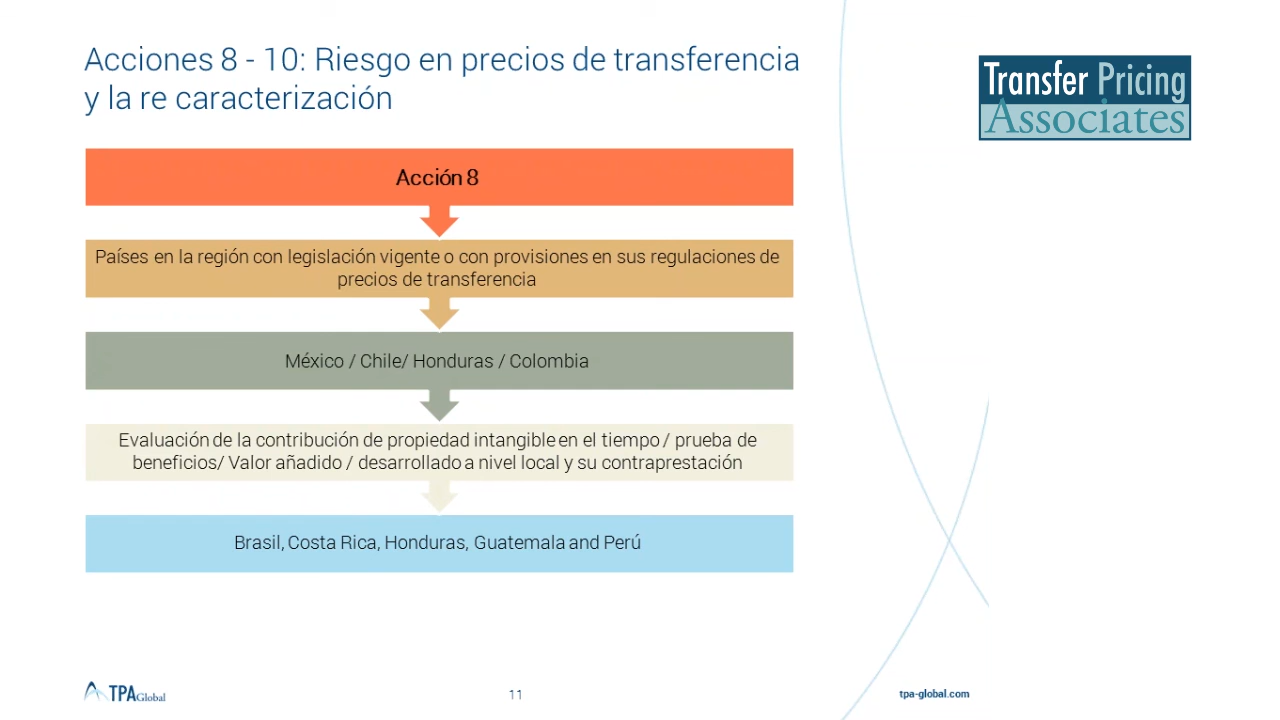 Acciones 8 - 10: Riesgo en precios de transferencia
y la re caracterización
Transfer Pricing
Associates
Acción 8
Países en la región con legislación vigente o con provisiones en sus regulaciones de
precios de transferencia
México / Chile/ Honduras / Colombia
Evaluación de la contribución de propiedad intangible en el tiempo / prueba de
beneficios/ Valor añadido / desarrollado a nivel local y su contraprestación
Brasil, Costa Rica, Honduras, Guatemala and Perú
TPA Global
11
tpa-global.com